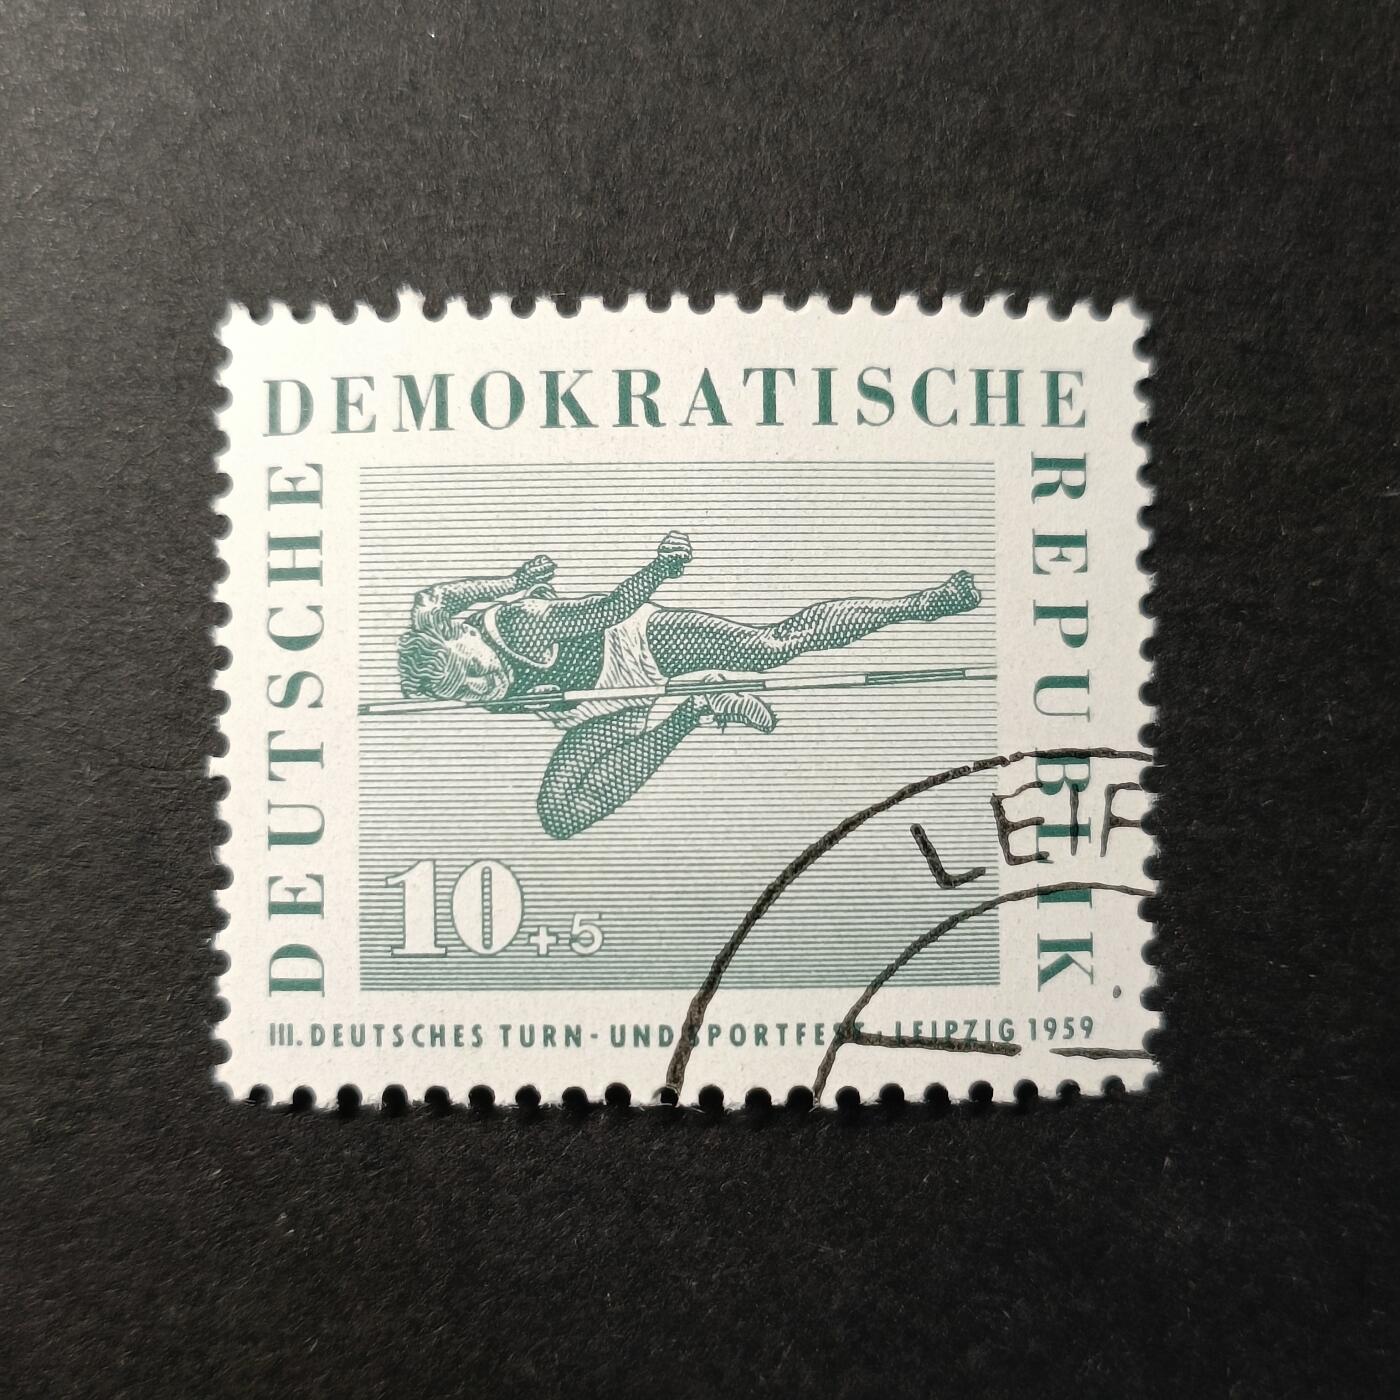 DEUTSCHE
DEMOKRATISCHE
REPUBLIK
10+5
III. DEUTSCHES TURN- UND SPORTFEST · LEIPZIG 1959